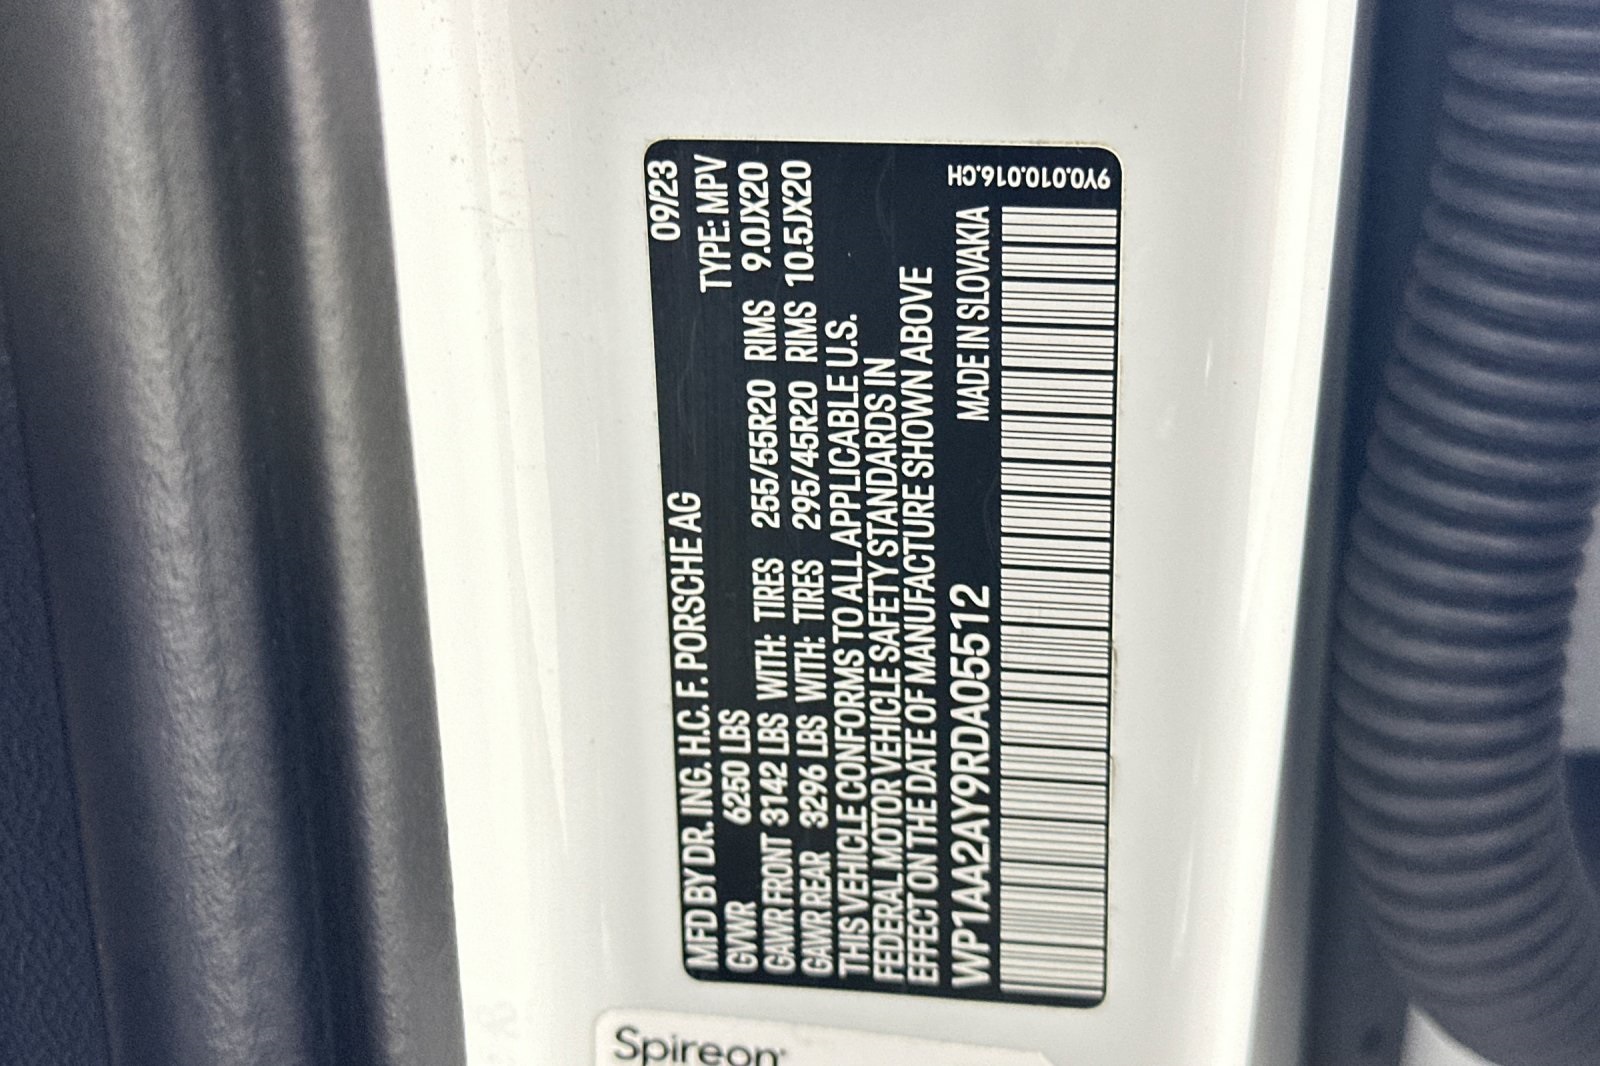 MFD BY DR. ING. H.C. F. PORSCHE AG 09/23
GVWR 6250 LBS TYPE: MPV
GAWR FRONT 3142 LBS WITH: TIRES 255/55R20 RIMS 9.0JX20
GAWR REAR 3296 LBS WITH: TIRES 295/45R20 RIMS 10.5JX20
THIS VEHICLE CONFORMS TO ALL APPLICABLE U.S.
FEDERAL MOTOR VEHICLE SAFETY STANDARDS IN
EFFECT ON THE DATE OF MANUFACTURE SHOWN ABOVE
WP1AA2AY9RDA05512 MADE IN SLOVAKIA
9Y0.010.016.CH
Spireon